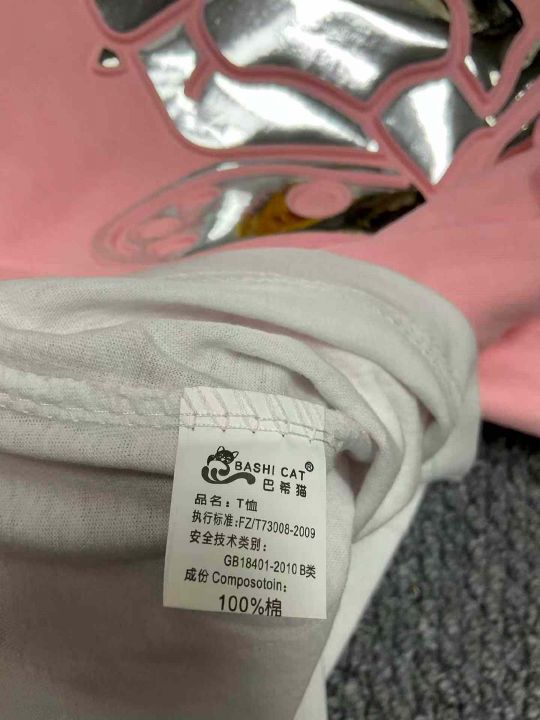 BASHI CAT®
巴希猫
品名：T恤
执行标准:FZ/T73008-2009
安全技术类别：
GB18401-2010 B类
成份 Composotoin：
100%棉